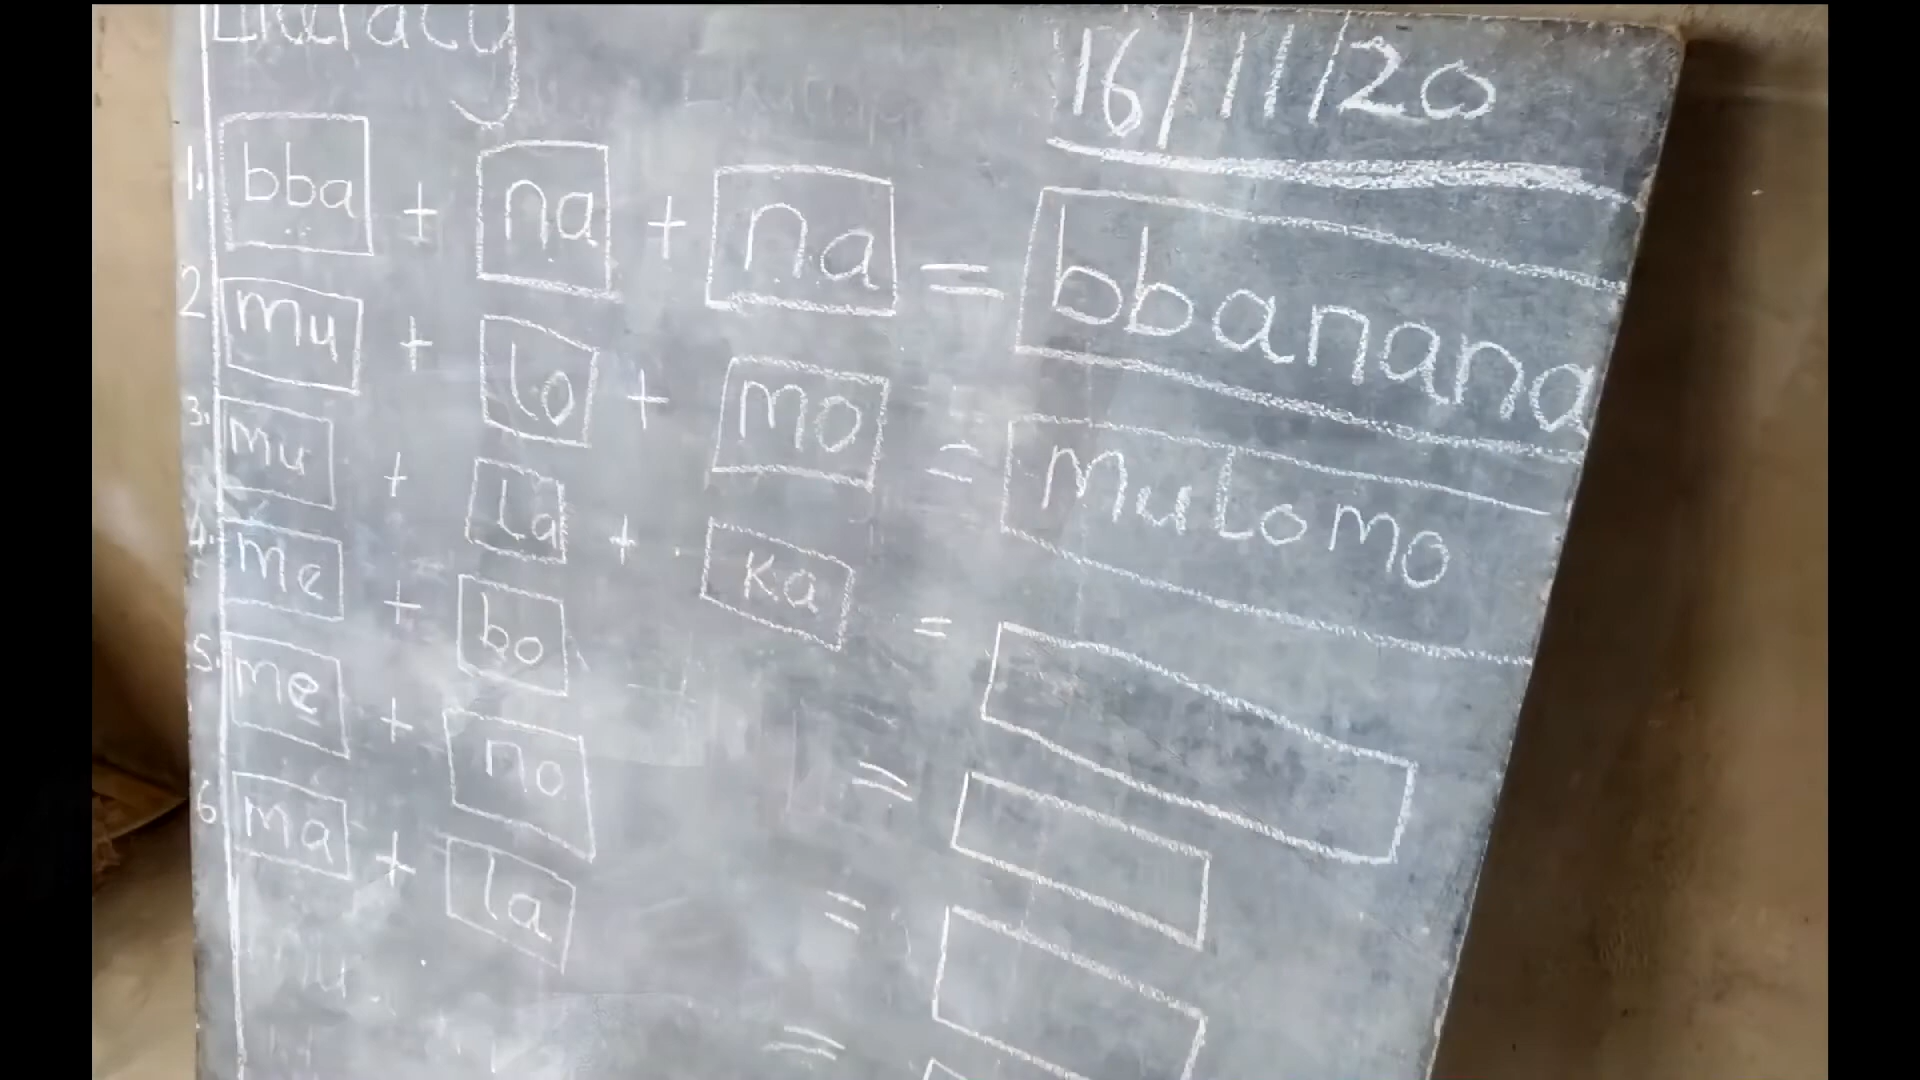 Literacy
16/11/20
1. bba + na + na = bbanana
2 mu + lo + mo = mulomo
3. mu + la + ka =
4. me + bo =
5. me + no =
6 ma + la =